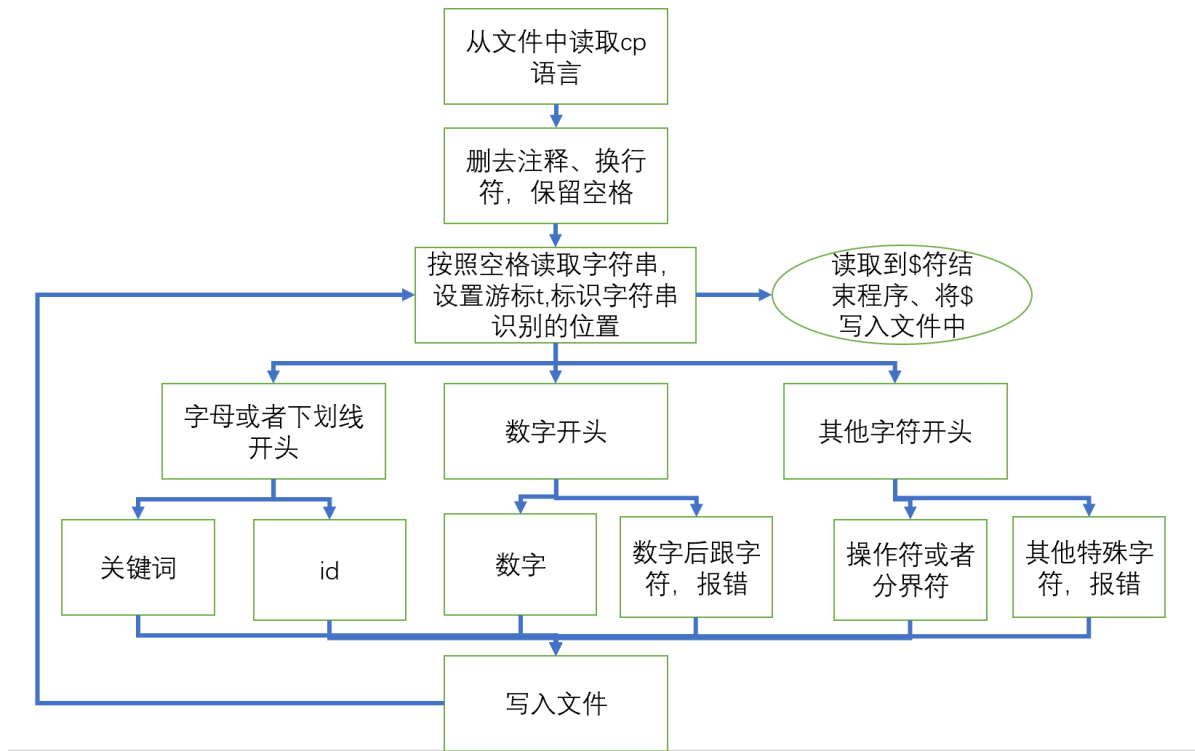 从文件中读取cp
语言
删去注释、换行
符，保留空格
按照空格读取字符串，
设置游标t,标识字符串
识别的位置
读取到$符结
束程序、将$
写入文件中
字母或者下划线
开头
数字开头
其他字符开头
关键词
id
数字
数字后跟字
符，报错
操作符或者
分界符
其他特殊字
符，报错
写入文件